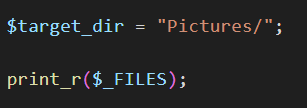 $target_dir = "Pictures/";
print_r($_FILES);